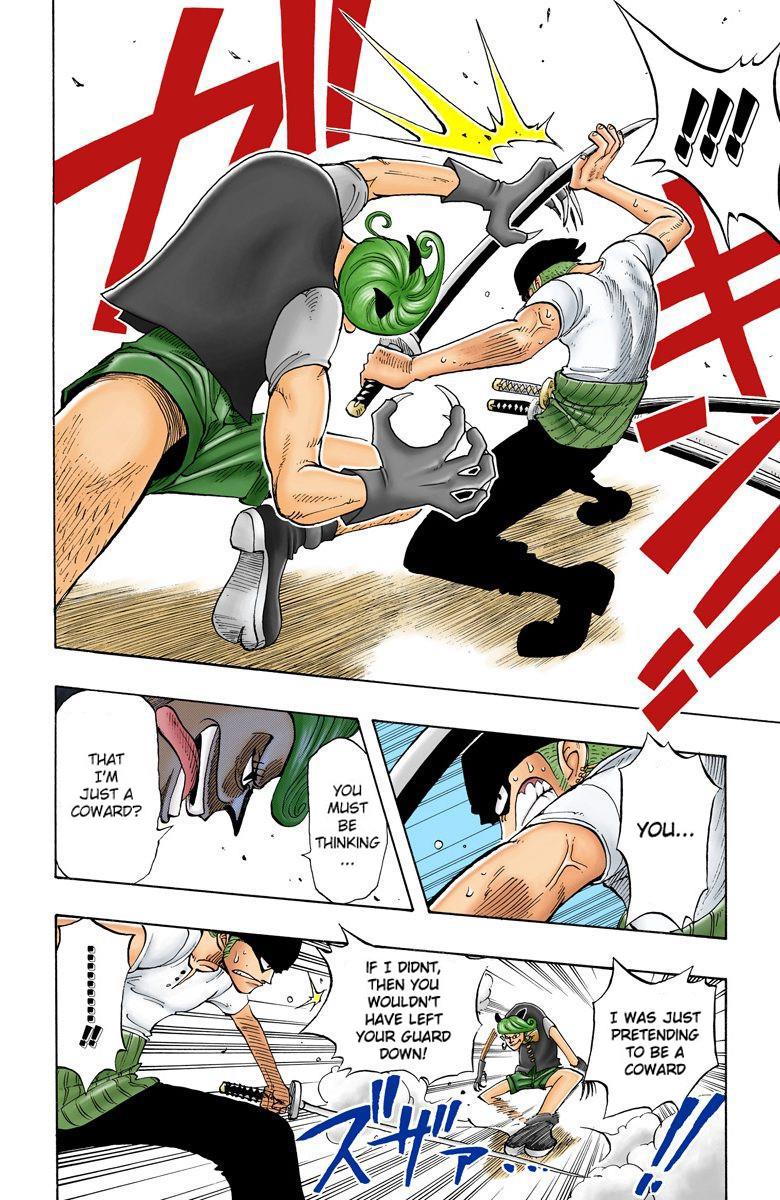 !!!
ガキン!!
YOU...
YOU
MUST
BE
THINKING
...
THAT
I'M
JUST A
COWARD?
I WAS JUST
PRETENDING
TO BE A
COWARD
IF I DIDNT,
THEN YOU
WOULDN'T
HAVE LEFT
YOUR GUARD
DOWN!
ズザァ...!!
.........!!